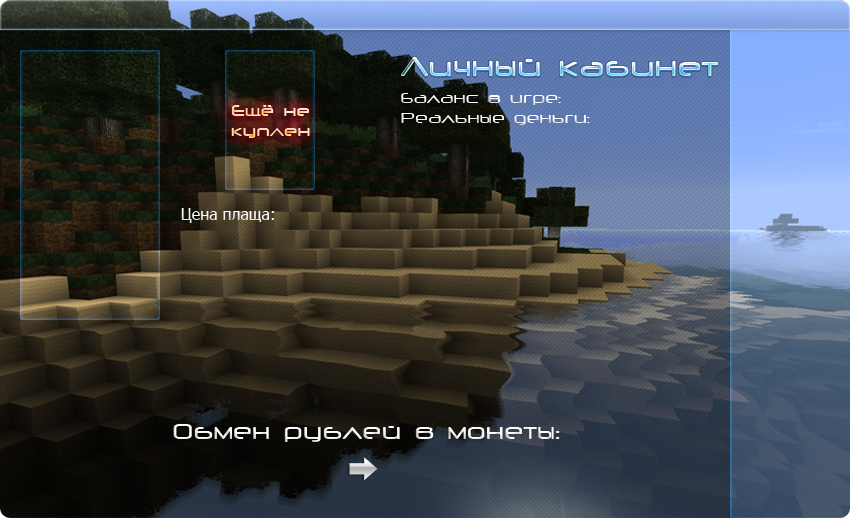 Личный кабинет
Баланс в игре:
Реальные деньги:
Ещё не
куплен
Цена плаща:
Обмен рублей в монеты: